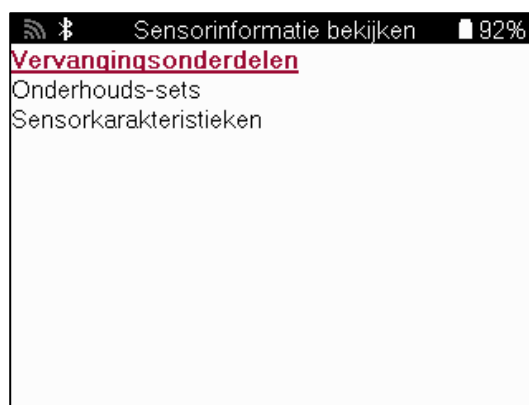 Sensorinformatie bekijken 92%
Vervangingsonderdelen
Onderhouds-sets
Sensorkarakteristieken